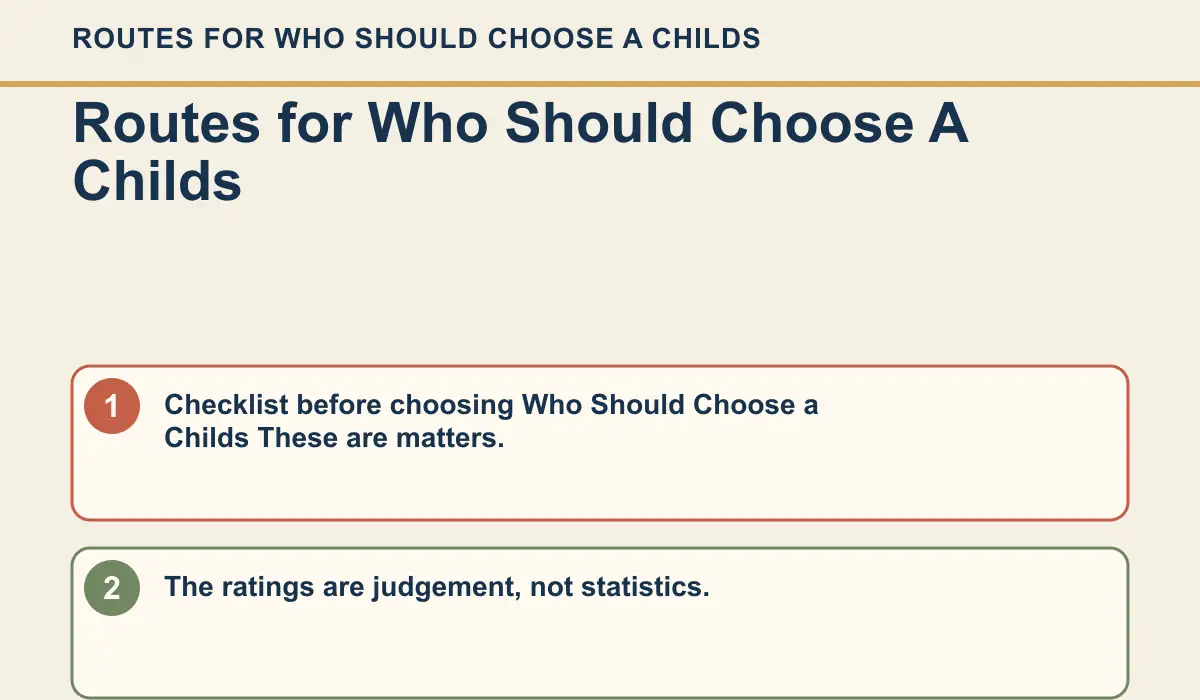 ROUTES FOR WHO SHOULD CHOOSE A CHILDS
Routes for Who Should Choose A
Childs
1
Checklist before choosing Who Should Choose a
Childs These are matters.
2
The ratings are judgement, not statistics.